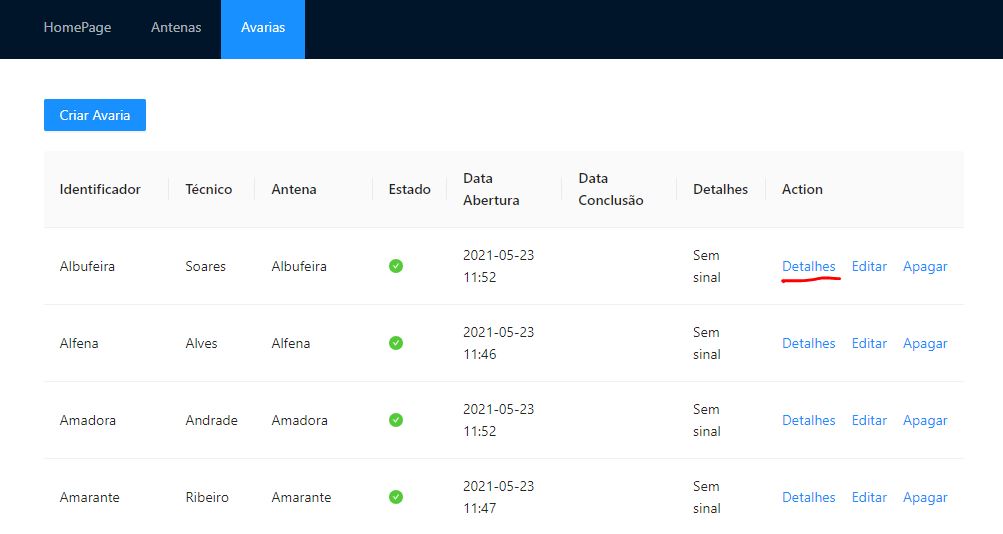 HomePage Antenas Avarias
Criar Avaria
Identificador Técnico Antena Estado Data Abertura Data Conclusão Detalhes Action
Albufeira Soares Albufeira 2021-05-23 11:52 Sem sinal Detalhes Editar Apagar
Alfena Alves Alfena 2021-05-23 11:46 Sem sinal Detalhes Editar Apagar
Amadora Andrade Amadora 2021-05-23 11:52 Sem sinal Detalhes Editar Apagar
Amarante Ribeiro Amarante 2021-05-23 11:47 Sem sinal Detalhes Editar Apagar